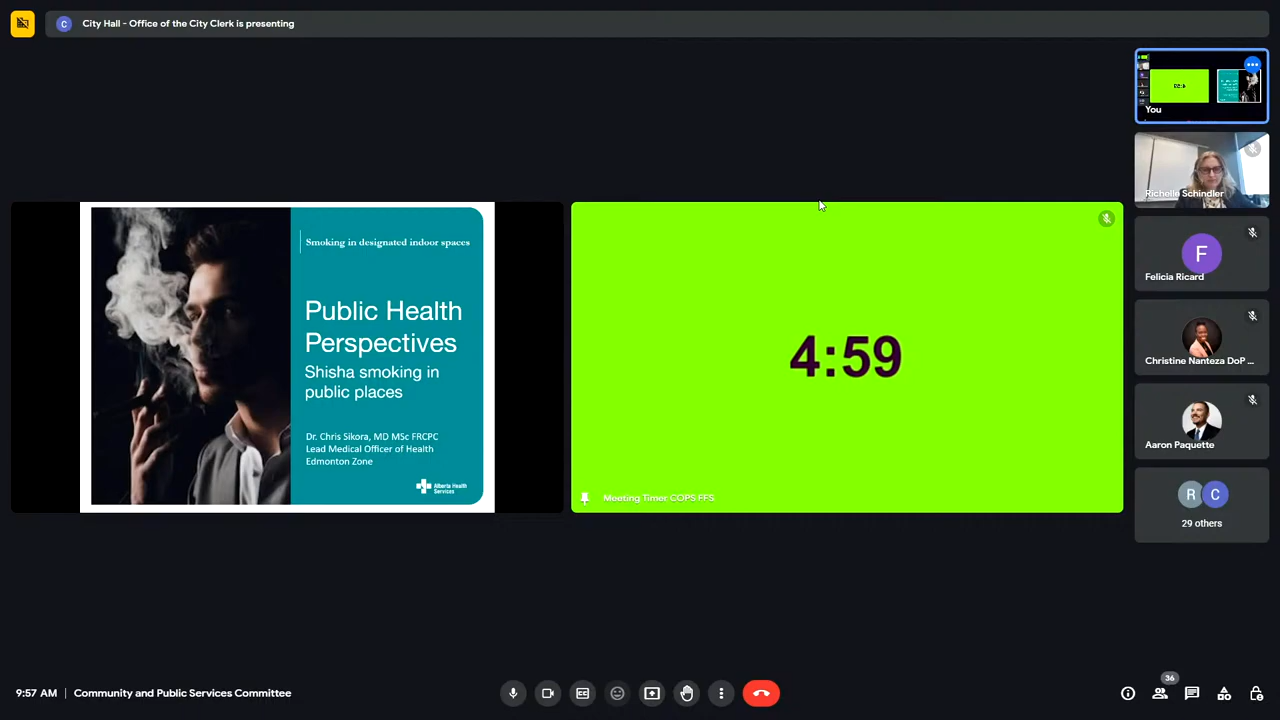 C
City Hall - Office of the City Clerk is presenting
You
Richelle Schindler
F
Felicia Ricard
Christine Nanteza DoP ...
Aaron Paquette
R C
29 others
Smoking in designated indoor spaces
Public Health
Perspectives
Shisha smoking in
public places
Dr. Chris Sikora, MD MSc FRCPC
Lead Medical Officer of Health
Edmonton Zone
Alberta Health
Services
4:59
Meeting Timer COPS FFS
9:57 AM | Community and Public Services Committee
36